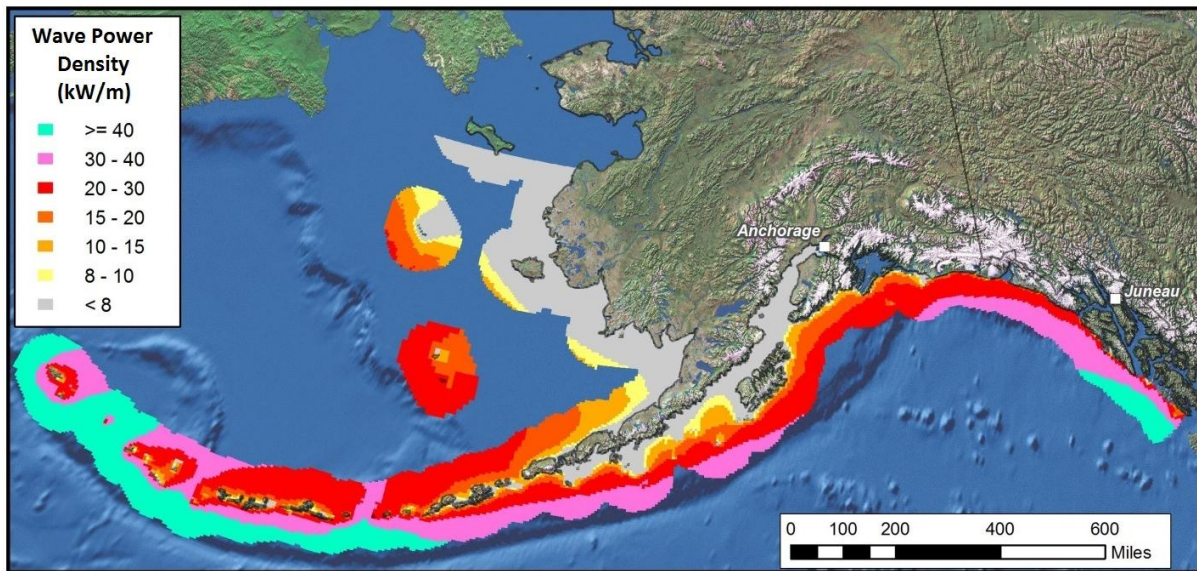 Wave Power
Density
(kW/m)
>= 40
30 - 40
20 - 30
15 - 20
10 - 15
8 - 10
< 8
Anchorage
Juneau
0 100 200 400 600
Miles